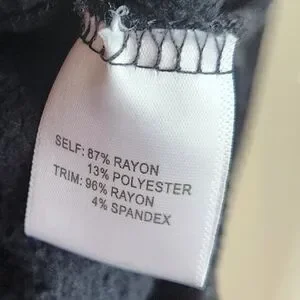 SELF: 87% RAYON
13% POLYESTER
TRIM: 96% RAYON
4% SPANDEX